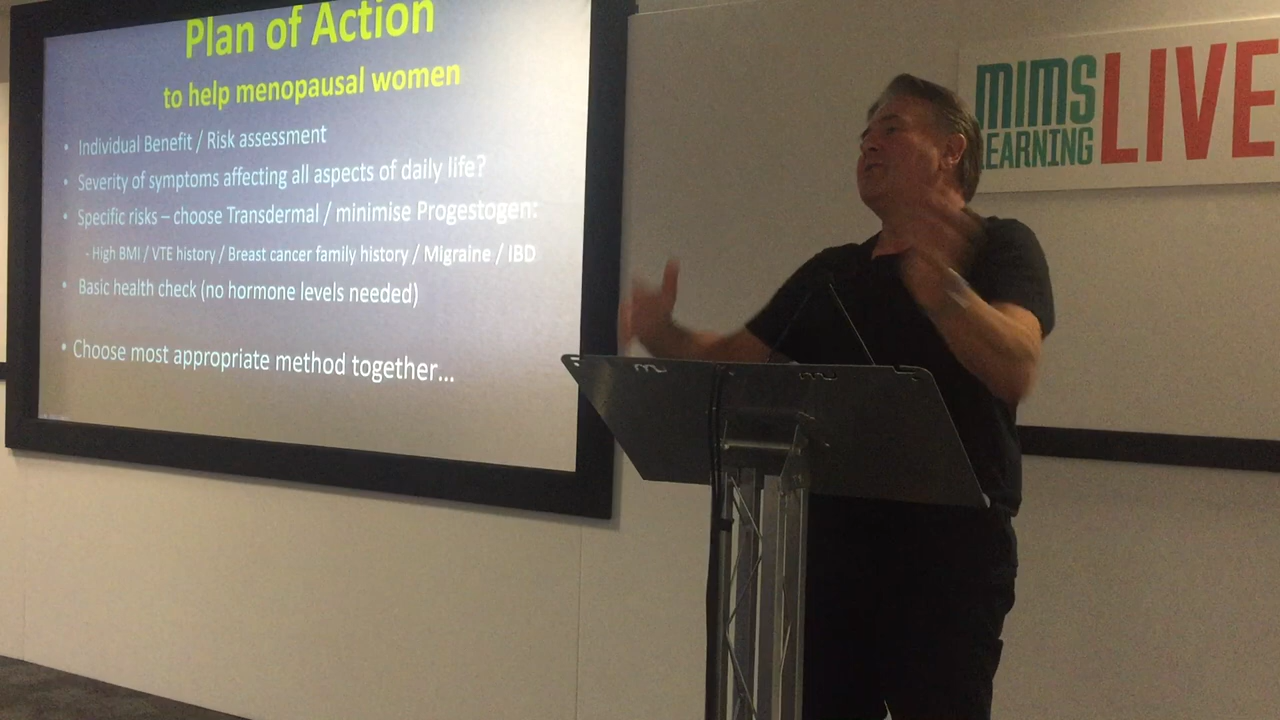 Plan of Action
to help menopausal women
• Individual Benefit / Risk assessment
• Severity of symptoms affecting all aspects of daily life?
• Specific risks – choose Transdermal / minimise Progestogen:
- High BMI / VTE history / Breast cancer family history / Migraine / IBD
• Basic health check (no hormone levels needed)
• Choose most appropriate method together...
MIMS
LEARNING
LIVE